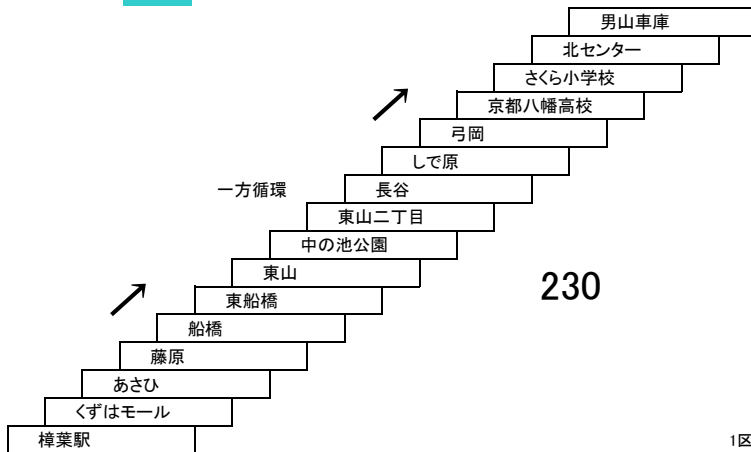 男山車庫
北センター
さくら小学校
京都八幡高校
弓岡
しで原
一方循環 長谷
東山二丁目
中の池公園
東山
230
東船橋
船橋
藤原
あさひ
くずはモール
樟葉駅 1区